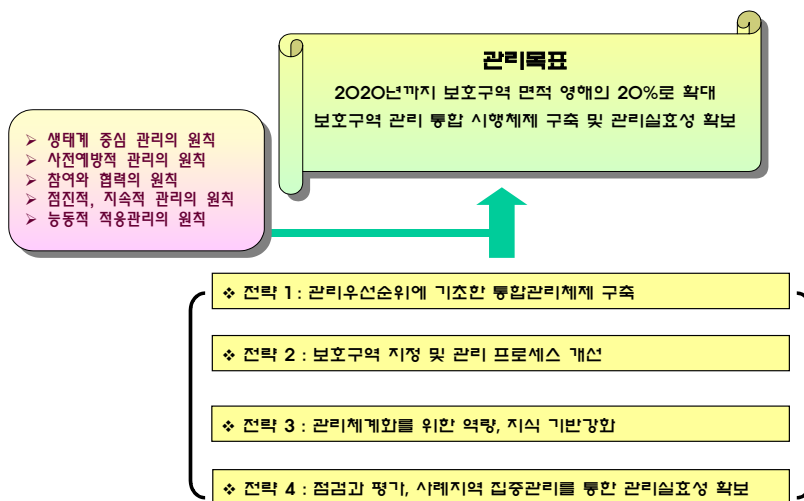 관리목표
2020년까지 보호구역 면적 영해의 20%로 확대
보호구역 관리 통합 시행체제 구축 및 관리실효성 확보
➢ 생태계 중심 관리의 원칙
➢ 사전예방적 관리의 원칙
➢ 참여와 협력의 원칙
➢ 점진적, 지속적 관리의 원칙
➢ 능동적 적응관리의 원칙
❖ 전략 1 : 관리우선순위에 기초한 통합관리체제 구축
❖ 전략 2 : 보호구역 지정 및 관리 프로세스 개선
❖ 전략 3 : 관리체계화를 위한 역량, 지식 기반강화
❖ 전략 4 : 점검과 평가, 사례지역 집중관리를 통한 관리실효성 확보